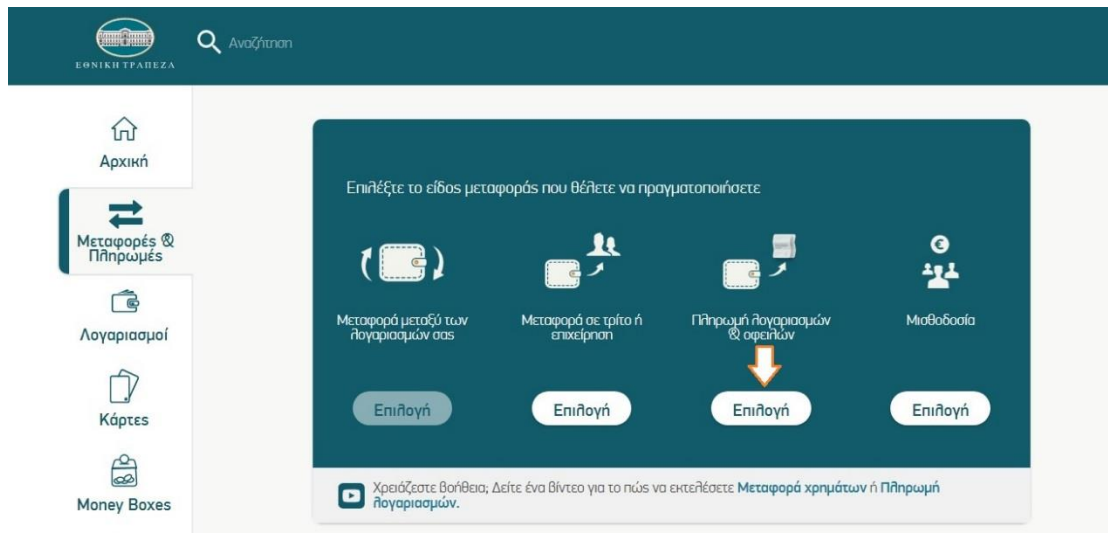 ΕΘΝΙΚΗ ΤΡΑΠΕΖΑ
Αναζήτηση
Αρχική
Μεταφορές &
Πληρωμές
Λογαριασμοί
Κάρτες
Money Boxes
Επιλέξτε το είδος μεταφοράς που θέλετε να πραγματοποιήσετε
Μεταφορά μεταξύ των
λογαριασμών σας
Μεταφορά σε τρίτο ή
επιχείρηση
Πληρωμή λογαριασμών
& οφειλών
Μισθοδοσία
Επιλογή
Επιλογή
Επιλογή
Επιλογή
Χρειάζεστε βοήθεια; Δείτε ένα βίντεο για το πώς να εκτελέσετε Μεταφορά χρημάτων ή Πληρωμή
λογαριασμών.